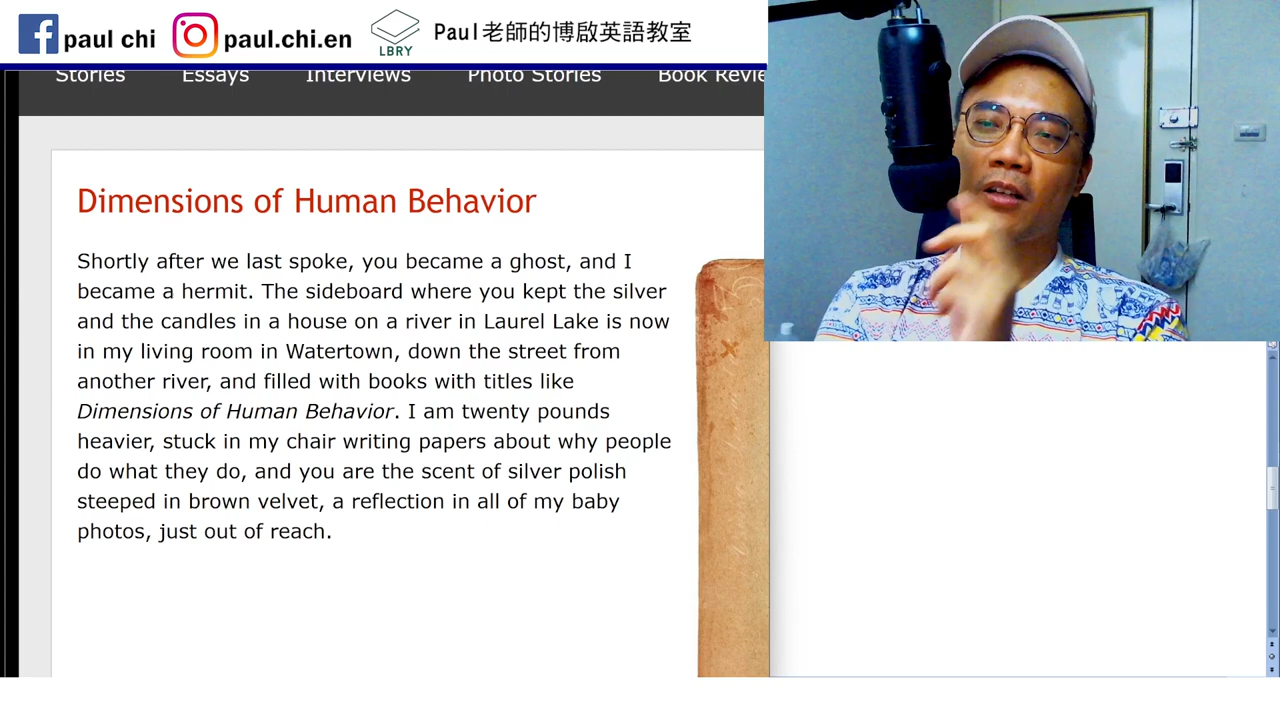 paul chi
paul.chi.en
LBRY
Paul老師的博啟英語教室
Stories Essays Interviews Photo Stories Book
Dimensions of Human Behavior
Shortly after we last spoke, you became a ghost, and I
became a hermit. The sideboard where you kept the silver
and the candles in a house on a river in Laurel Lake is now
in my living room in Watertown, down the street from
another river, and filled with books with titles like
Dimensions of Human Behavior. I am twenty pounds
heavier, stuck in my chair writing papers about why people
do what they do, and you are the scent of silver polish
steeped in brown velvet, a reflection in all of my baby
photos, just out of reach.